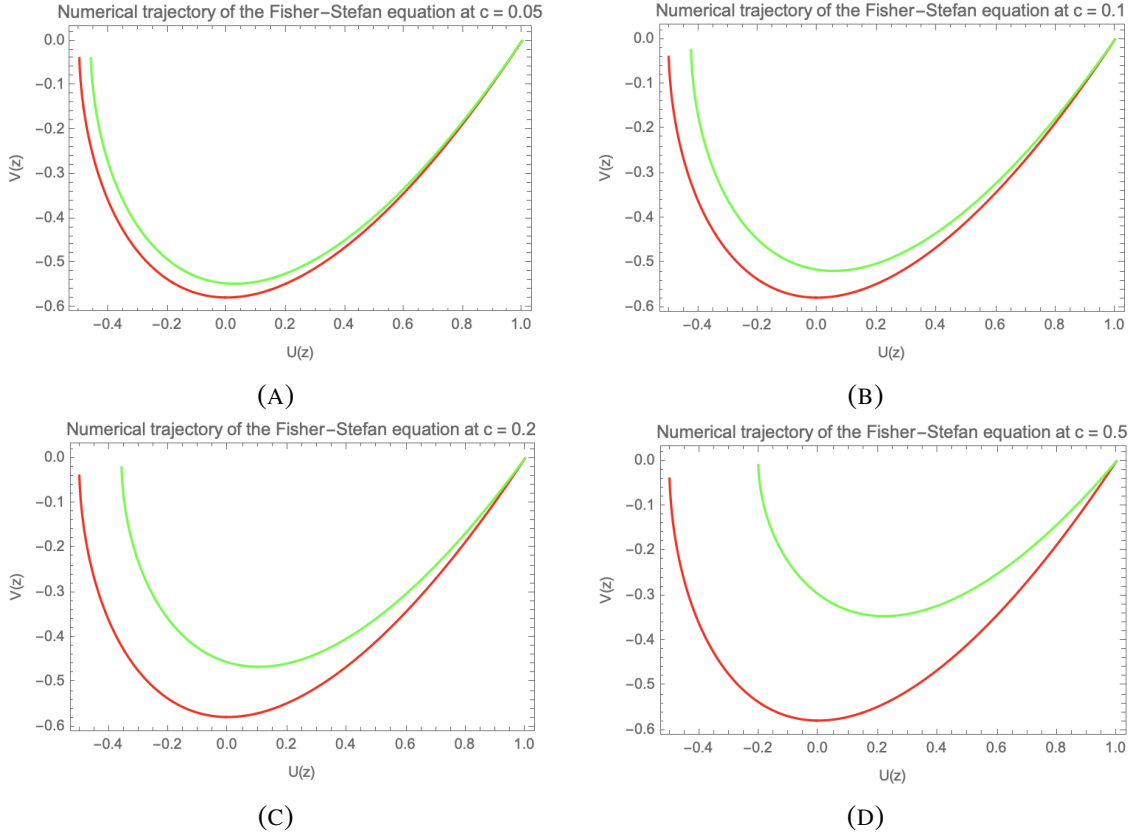 Numerical trajectory of the Fisher−Stefan equation at c = 0.05
0.0
−0.1
−0.2
−0.3
−0.4
−0.5
−0.6
V(z)
−0.4 −0.2 0.0 0.2 0.4 0.6 0.8 1.0
U(z)
(A)
Numerical trajectory of the Fisher−Stefan equation at c = 0.1
0.0
−0.1
−0.2
−0.3
−0.4
−0.5
−0.6
V(z)
−0.4 −0.2 0.0 0.2 0.4 0.6 0.8 1.0
U(z)
(B)
Numerical trajectory of the Fisher−Stefan equation at c = 0.2
0.0
−0.1
−0.2
−0.3
−0.4
−0.5
−0.6
V(z)
−0.4 −0.2 0.0 0.2 0.4 0.6 0.8 1.0
U(z)
(C)
Numerical trajectory of the Fisher−Stefan equation at c = 0.5
0.0
−0.1
−0.2
−0.3
−0.4
−0.5
−0.6
V(z)
−0.4 −0.2 0.0 0.2 0.4 0.6 0.8 1.0
U(z)
(D)